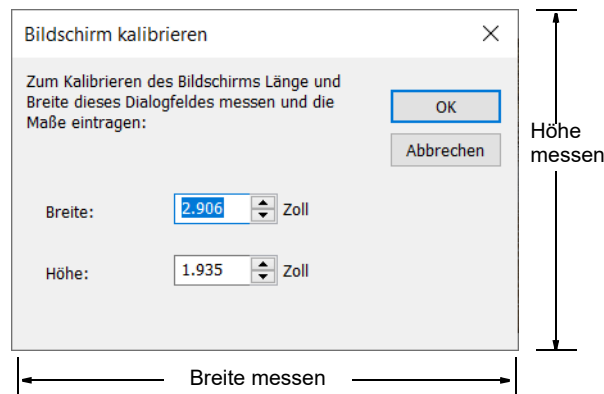 Bildschirm kalibrieren
Zum Kalibrieren des Bildschirms Länge und
Breite dieses Dialogfeldes messen und die
Maße eintragen:
OK
Abbrechen
Höhe
messen
Breite: 2.906 Zoll
Höhe: 1.935 Zoll
Breite messen